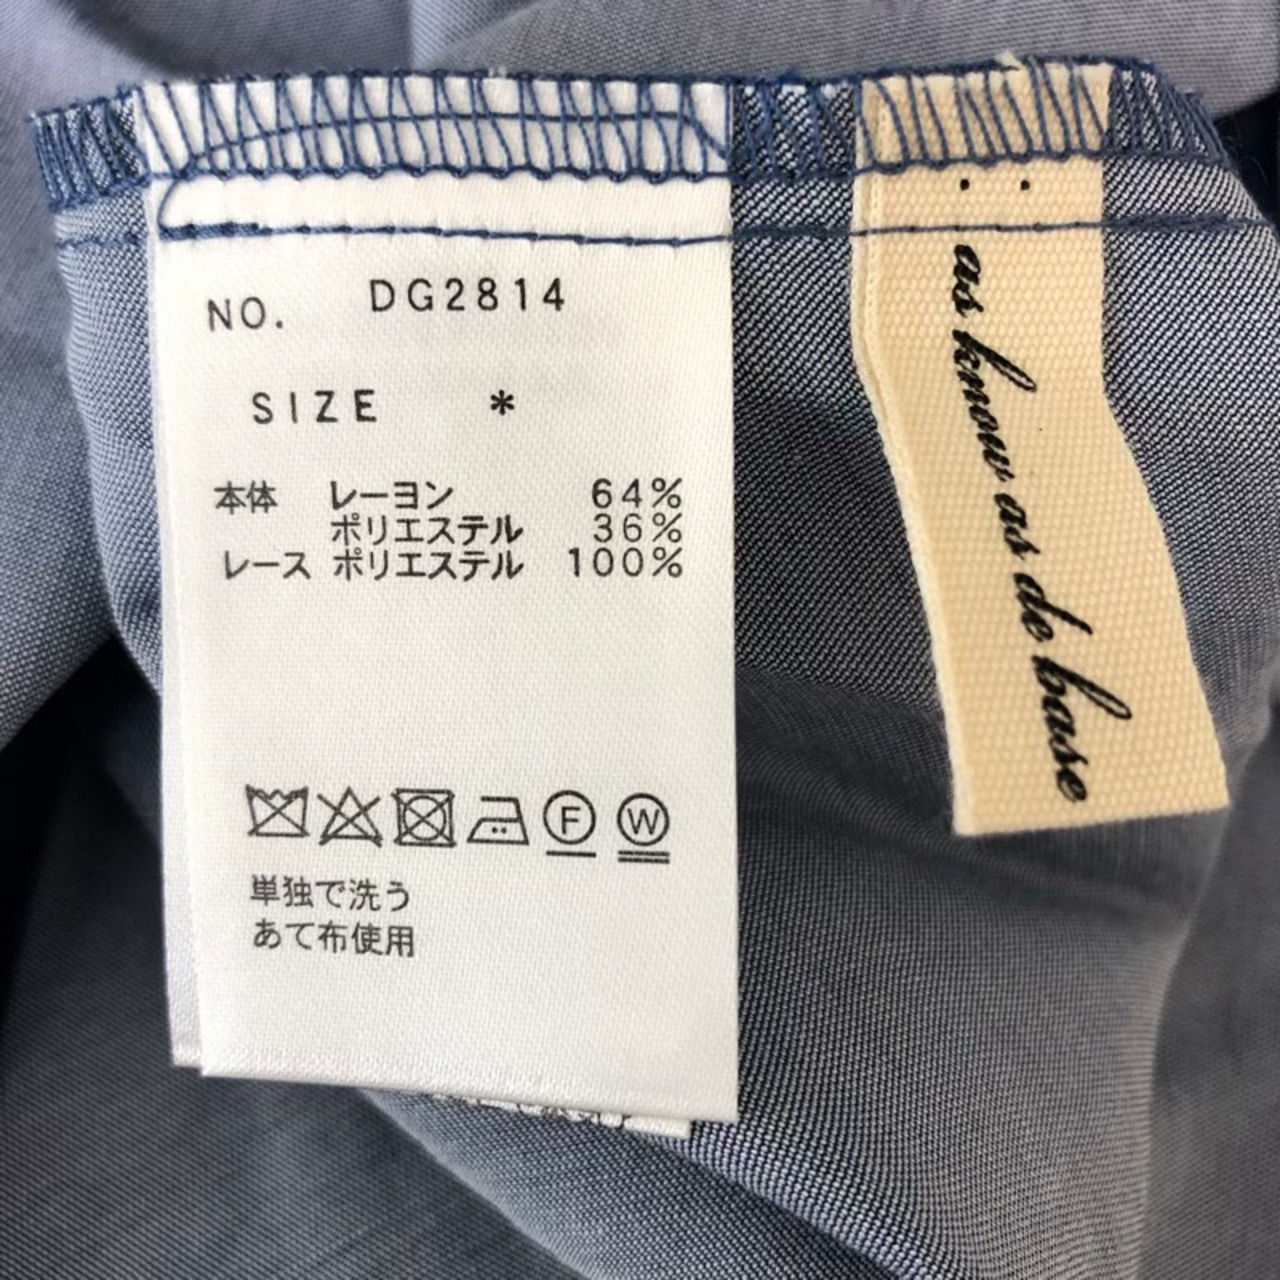 NO. DG2814
SIZE *
本体 レーヨン 64%
ポリエステル 36%
レース ポリエステル 100%
F W
単独で洗う
あて布使用
as know as de base